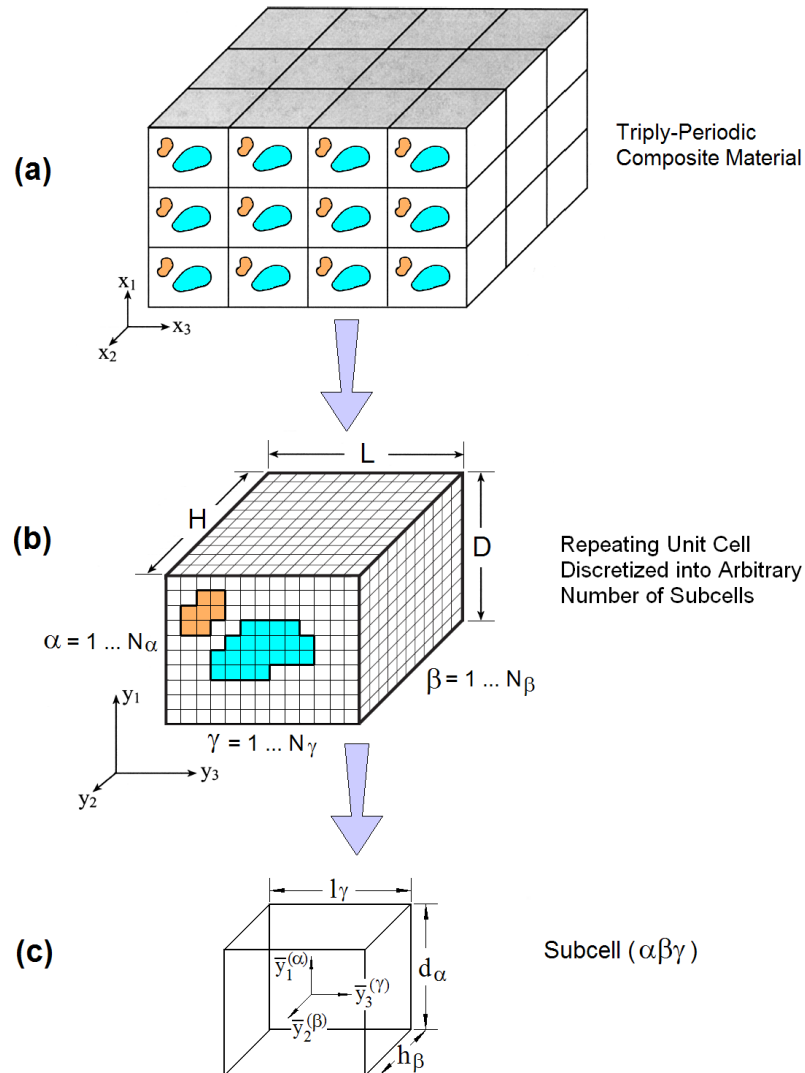 (a)
Triply-Periodic
Composite Material
x₁
x₃
x₂
L
H
D
(b)
Repeating Unit Cell
Discretized into Arbitrary
Number of Subcells
α = 1 ... Nα
β = 1 ... Nβ
γ = 1 ... Nγ
y₁
y₃
y₂
lγ
(c)
Subcell (αβγ)
dα
ȳ₁⁽ᵅ⁾
ȳ₃⁽ᵞ⁾
ȳ₂⁽ᵝ⁾
hβ